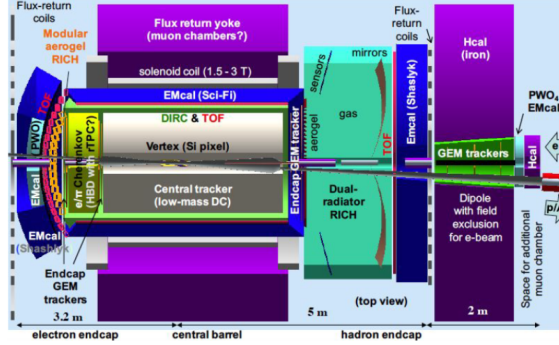 Flux-return
coils
Modular
aerogel
RICH
TOF
Flux return yoke
(muon chambers?)
solenoid coil (1.5 - 3 T)
EMcal (Sci-Fi)
DIRC & TOF
Vertex (Si pixel)
Central tracker
(low-mass DC)
EMcal
(PWO)
EMcal
(Shashlyk
e/π Cherenkov
(HBD with rTPC?)
Endcap
GEM
trackers
Endcap GEM tracker
aerogel
sensors
mirrors
gas
TOF
Dual-
radiator
RICH
Emcal (Shaslyk)
Flux-
return
coils
Hcal
(iron)
PWO4
EMcal
GEM trackers
Hcal
e
p/A
Dipole
with field
exclusion
for e-beam
Space for additional
muon chamber
(top view)
3.2 m
5 m
2 m
electron endcap
central barrel
hadron endcap